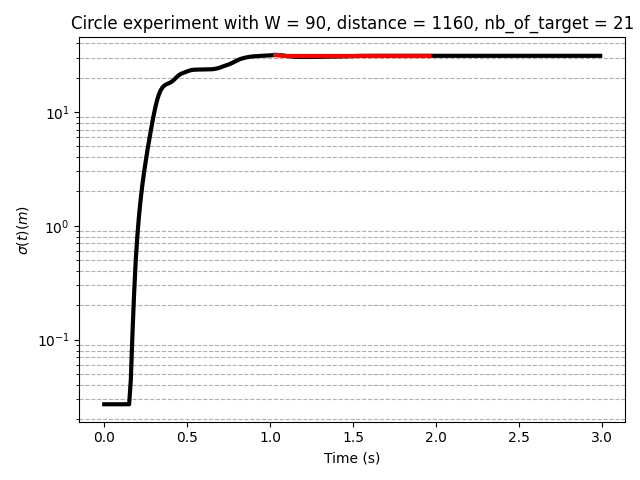 Circle experiment with W = 90, distance = 1160, nb_of_target = 21
σ(t)(m)
10¹
10⁰
10⁻¹
0.0 0.5 1.0 1.5 2.0 2.5 3.0
Time (s)